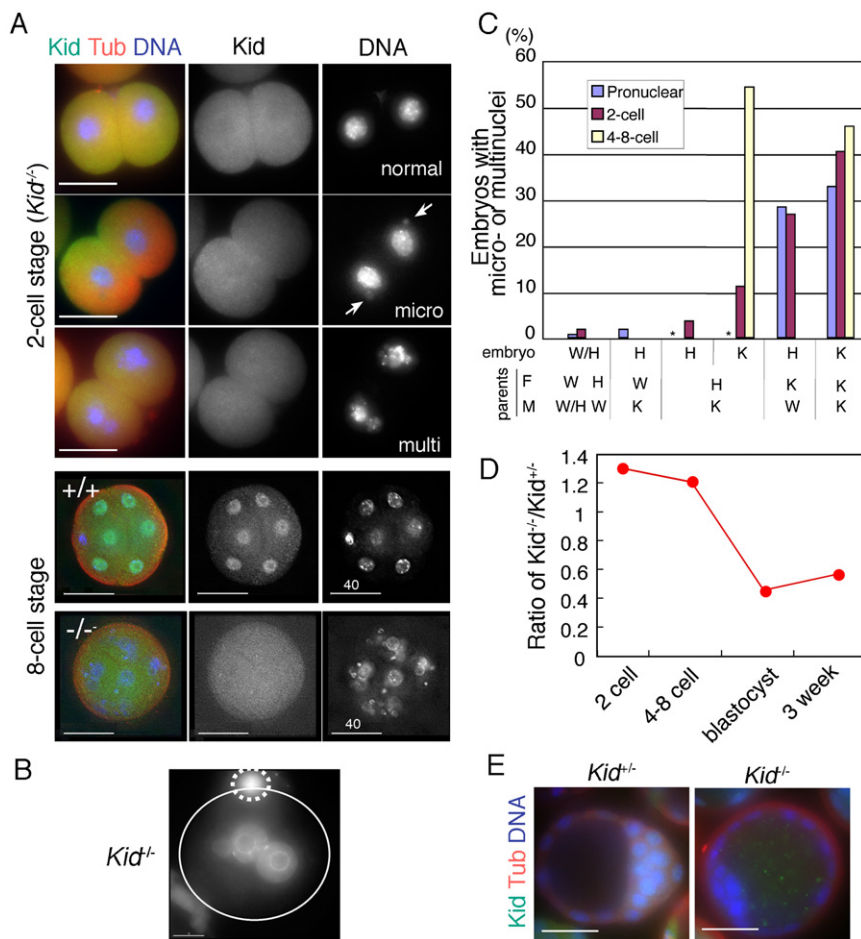 A
Kid Tub DNA
Kid
DNA
2-cell stage (Kid-/-)
normal
micro
multi
8-cell stage
+/+
40
-/-
40
B
Kid-/-
C
(%)
60
50
40
30
20
10
0
Embryos with
micro- or multinuclei
Pronuclear
2-cell
4-8-cell
* *
embryo W/H H H K H K
parents
F W H W H K K
M W/H W K K W K
D
1.4
1.2
1
0.8
0.6
0.4
0.2
0
Ratio of Kid-/-/Kid+/-
2 cell
4-8 cell
blastocyst
3 week
E
Kid+/-
Kid-/-
Kid Tub DNA